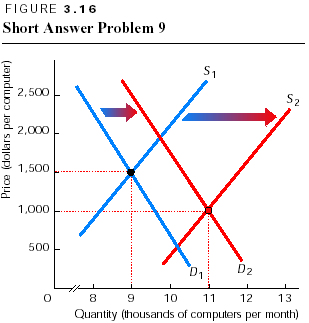 FIGURE 3.16
Short Answer Problem 9
Price (dollars per computer)
2,500
2,000
1,500
1,000
500
0
8
9
10
11
12
13
S1
S2
D1
D2
Quantity (thousands of computers per month)